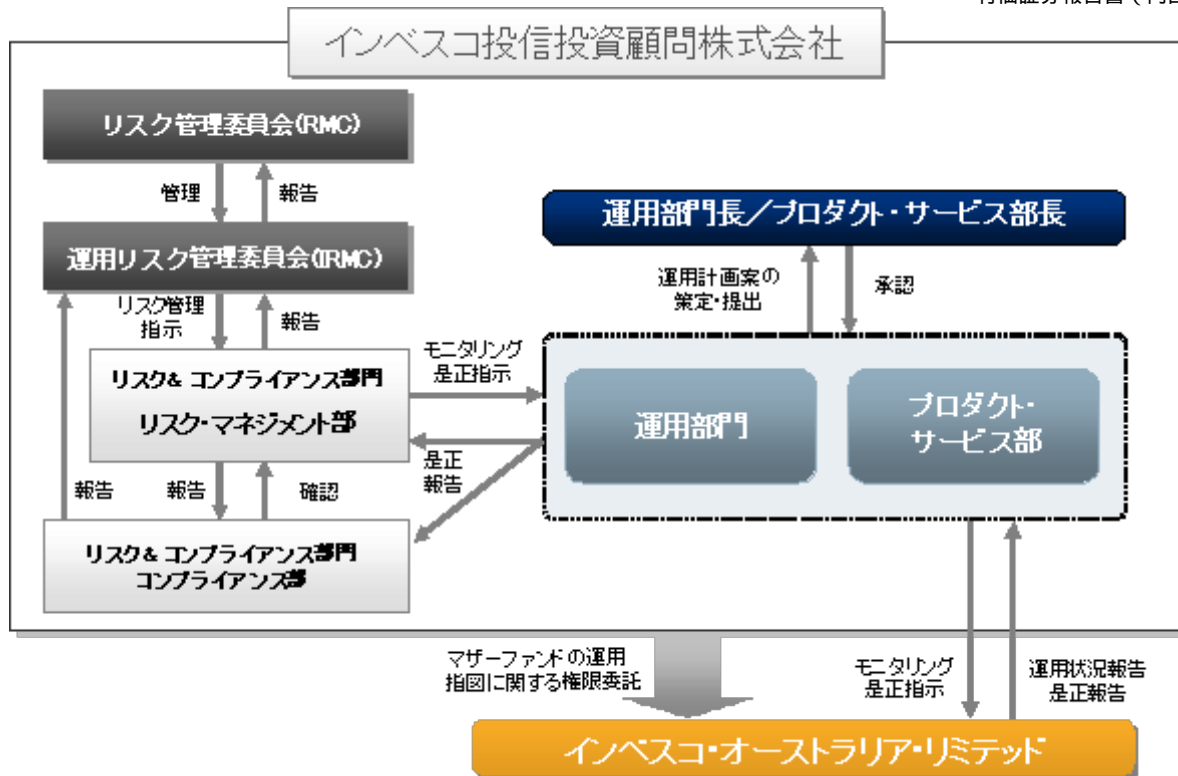 インベスコ投信投資顧問株式会社
リスク管理委員会(RMC)
管理
報告
運用リスク管理委員会(IRMC)
リスク管理
指示
報告
リスク& コンプライアンス部門
リスク・マネジメント部
モニタリング
是正指示
是正
報告
報告
報告
確認
リスク& コンプライアンス部門
コンプライアンス部
運用部門長／プロダクト・サービス部長
運用計画案の
策定・提出
承認
運用部門
プロダクト・
サービス部
マザーファンドの運用
指図に関する権限委託
モニタリング
是正指示
運用状況報告
是正報告
インベスコ・オーストラリア・リミテッド